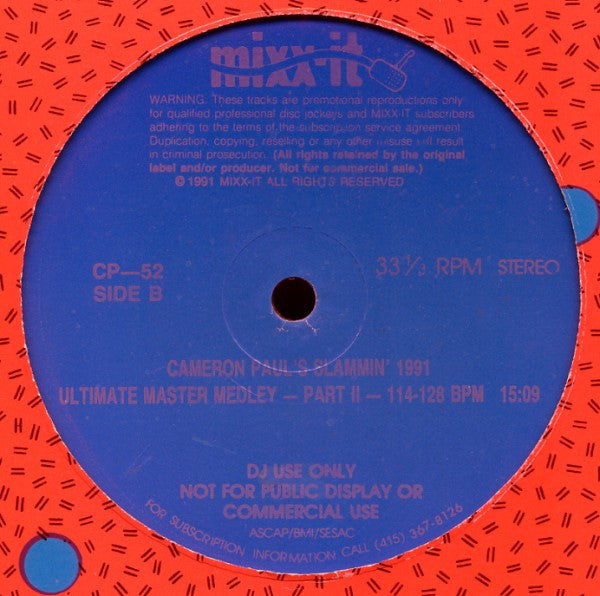 mixx-it
WARNING. These tracks are promotional reproductions only
for qualified professional disc jockeys and MIXX-IT subscribers
adhering to the terms of the subscription service agreement.
Duplication, copying, reselling or any other misuse will result
in criminal prosecution. (All rights retained by the original
label and/or producer. Not for commercial sale.)
© 1991 MIXX-IT ALL RIGHTS RESERVED
CP—52
SIDE B
33 1/3 RPM STEREO
CAMERON PAUL'S SLAMMIN' 1991
ULTIMATE MASTER MEDLEY — PART II — 114-128 BPM 15:09
DJ USE ONLY
NOT FOR PUBLIC DISPLAY OR
COMMERCIAL USE
ASCAP/BMI/SESAC
FOR SUBSCRIPTION INFORMATION CALL (415) 367-8126